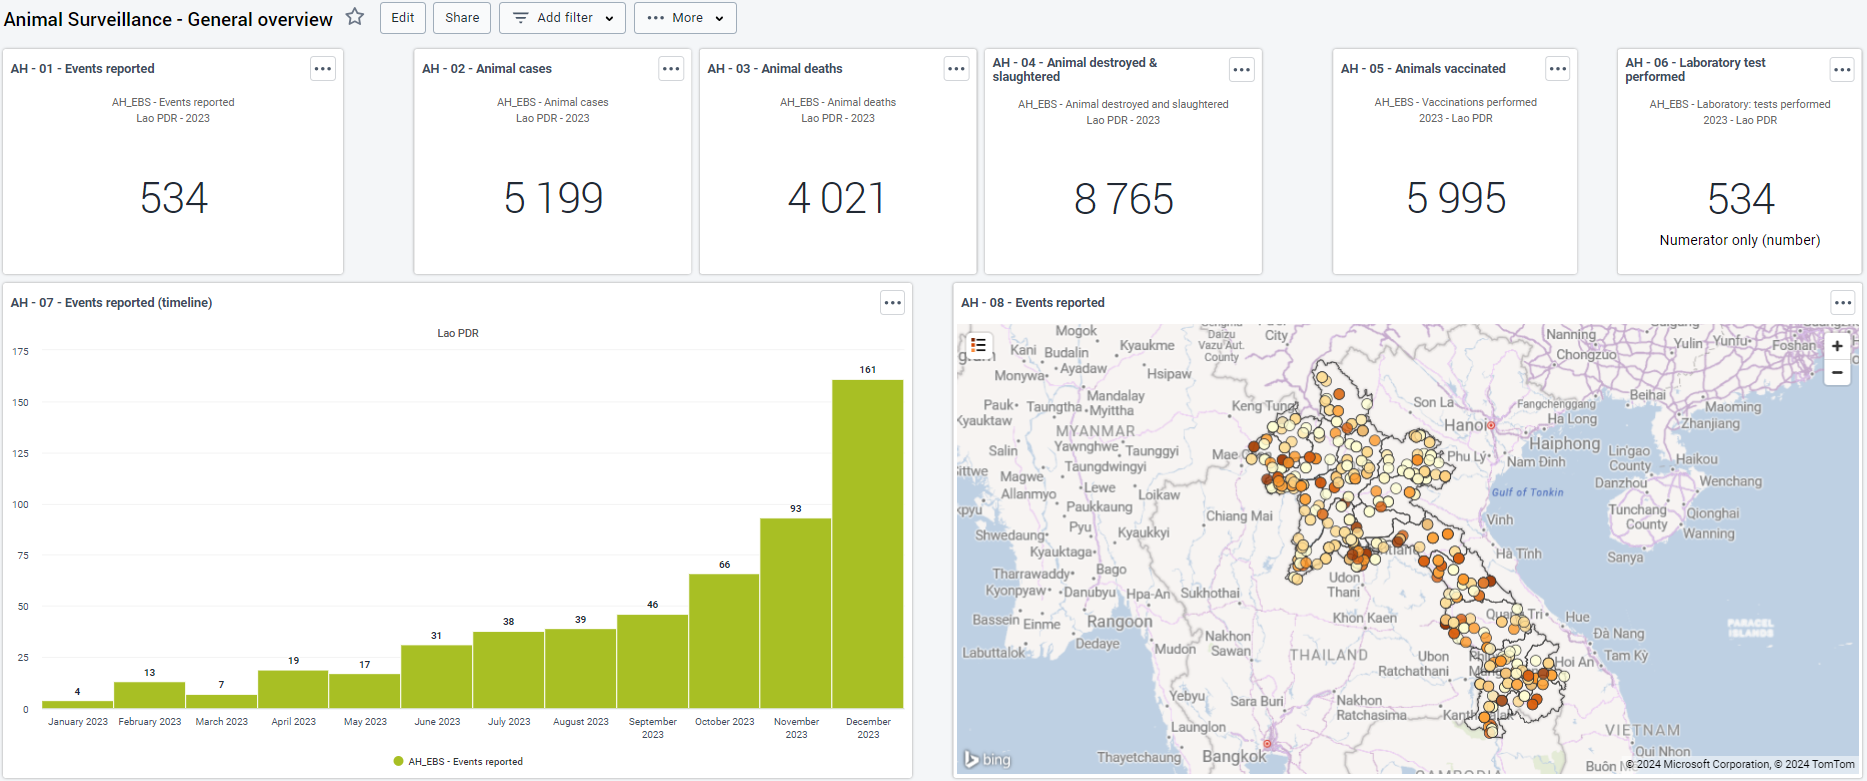 Animal Surveillance - General overview
Edit
Share
Add filter
More
AH - 01 - Events reported
AH_EBS - Events reported
Lao PDR - 2023
534
AH - 02 - Animal cases
AH_EBS - Animal cases
Lao PDR - 2023
5 199
AH - 03 - Animal deaths
AH_EBS - Animal deaths
Lao PDR - 2023
4 021
AH - 04 - Animal destroyed &
slaughtered
AH_EBS - Animal destroyed and slaughtered
Lao PDR - 2023
8 765
AH - 05 - Animals vaccinated
AH_EBS - Vaccinations performed
2023 - Lao PDR
5 995
AH - 06 - Laboratory test
performed
AH_EBS - Laboratory: tests performed
2023 - Lao PDR
534
Numerator only (number)
AH - 07 - Events reported (timeline)
Lao PDR
175
150
125
100
75
50
25
0
4
13
7
19
17
31
38
39
46
66
93
161
January 2023
February 2023
March 2023
April 2023
May 2023
June 2023
July 2023
August 2023
September
2023
October 2023
November
2023
December
2023
AH_EBS - Events reported
AH - 08 - Events reported
Mogok
Daizu
Vazu Aut.
County
City
Nanning
Yulin
Yunfu
Foshan
Kani
Budalin
Kyaukme
Chongzuo
Monywa
Ayadaw
Hsipaw
Mandalay
Pauk
Taungtha
Myittha
Keng Tung
Son La
Fangchenggang
Beihai
Maoming
Kyauktaw
MYANMAR
Hanoi
Ha Long
Zhanjiang
Salin
Yawnghwe
Taunggyi
Mae
Phu Lý
Haiphong
Lingao
County
Haikou
Taungdwingyi
Nam Định
Magwe
Lewe
Loikaw
Danzhou
Wenchang
Allanmyo
Paukkaung
Gulf of Tonkin
Chiang Mai
Tunchang
County
Qionghai
Pyu
Kyaukkyi
Vinh
Wanning
Shwedaung
Kyauktaga
Hà Tĩnh
Sanya
Bago
Tharrawaddy
Udon
Thani
Kyonpyaw
Danubyu
Hpa-An
Sukhothai
Bassein
Einme
Rangoon
Khon Kaen
Quang Tri
Hue
PARACEL
ISLANDS
Dedaye
Nakhon
Sawan
Đà Nang
Labuttalok
Mudon
THAILAND
Ubon
Ratchathani
Hoi An
Tam Kỳ
Yebyu
Sara Buri
Nakhon
Ratchasima
Launglon
VIETNAM
Thayetchaung
Bangkok
Qui Nhon
CAMBODIA
bing
© 2024 Microsoft Corporation, © 2024 TomTom